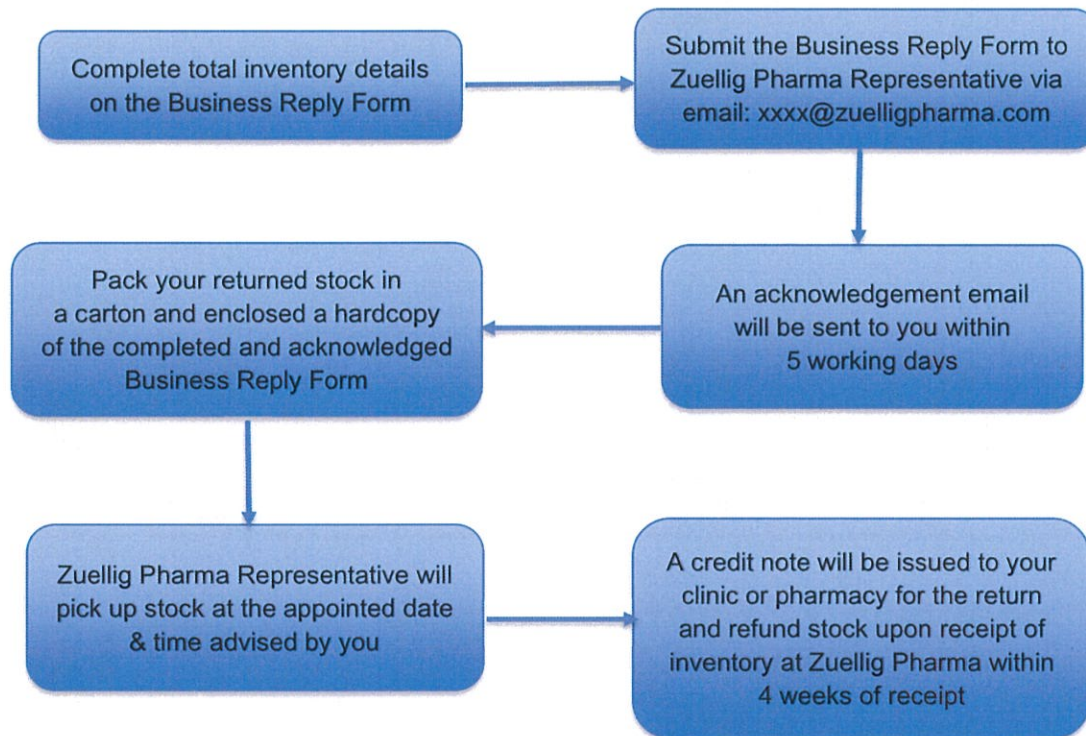 Complete total inventory details
on the Business Reply Form
Submit the Business Reply Form to
Zuellig Pharma Representative via
email: xxxx@zuelligpharma.com
An acknowledgement email
will be sent to you within
5 working days
Pack your returned stock in
a carton and enclosed a hardcopy
of the completed and acknowledged
Business Reply Form
Zuellig Pharma Representative will
pick up stock at the appointed date
& time advised by you
A credit note will be issued to your
clinic or pharmacy for the return
and refund stock upon receipt of
inventory at Zuellig Pharma within
4 weeks of receipt